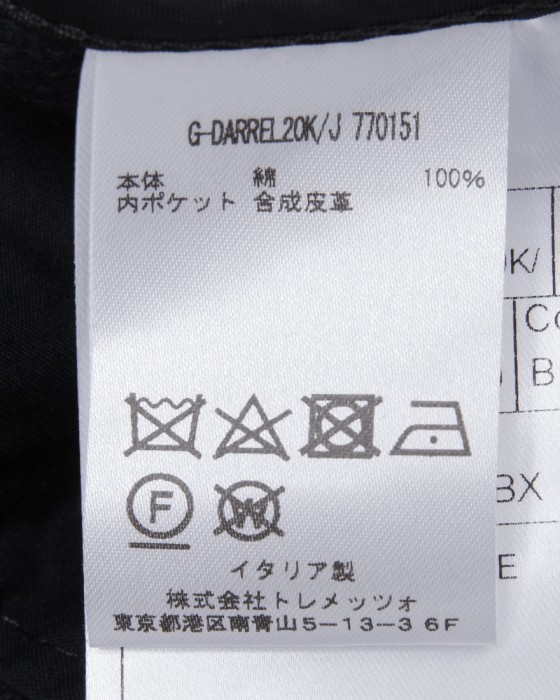 G-DARREL20K/J 770151
本体 綿 100%
内ポケット 合成皮革
K/
Co
B
F
W
BX
イタリア製
E
株式会社トレメッツォ
東京都港区南青山5-13-3 6F